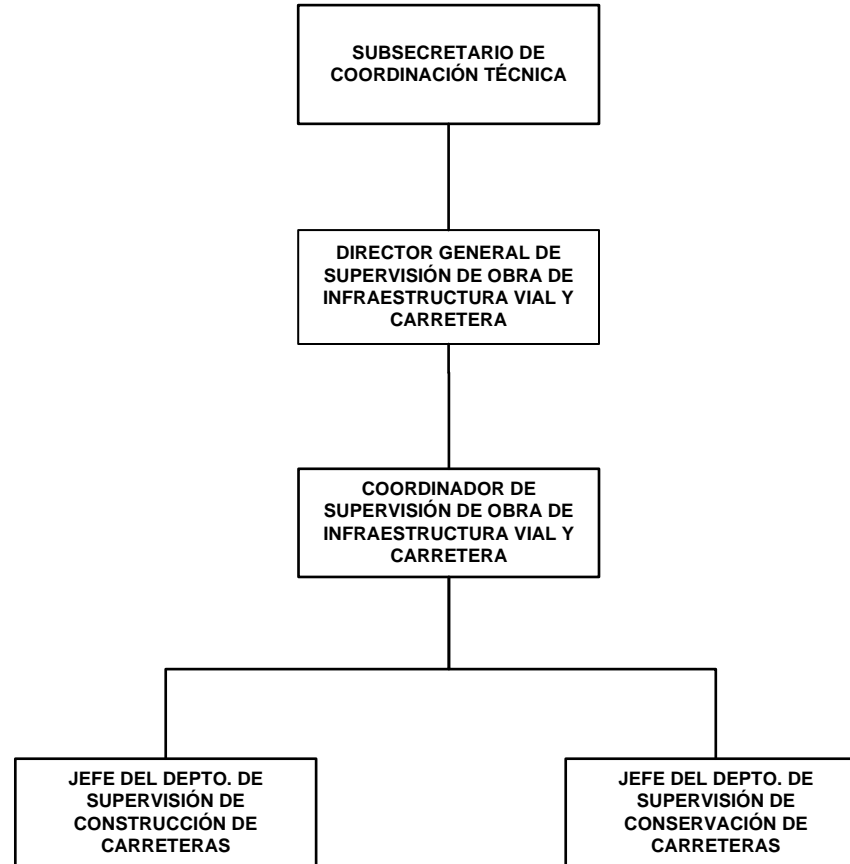 SUBSECRETARIO DE
COORDINACIÓN TÉCNICA
DIRECTOR GENERAL DE
SUPERVISIÓN DE OBRA DE
INFRAESTRUCTURA VIAL Y
CARRETERA
COORDINADOR DE
SUPERVISIÓN DE OBRA DE
INFRAESTRUCTURA VIAL Y
CARRETERA
JEFE DEL DEPTO. DE
SUPERVISIÓN DE
CONSTRUCCIÓN DE
CARRETERAS
JEFE DEL DEPTO. DE
SUPERVISIÓN DE
CONSERVACIÓN DE
CARRETERAS